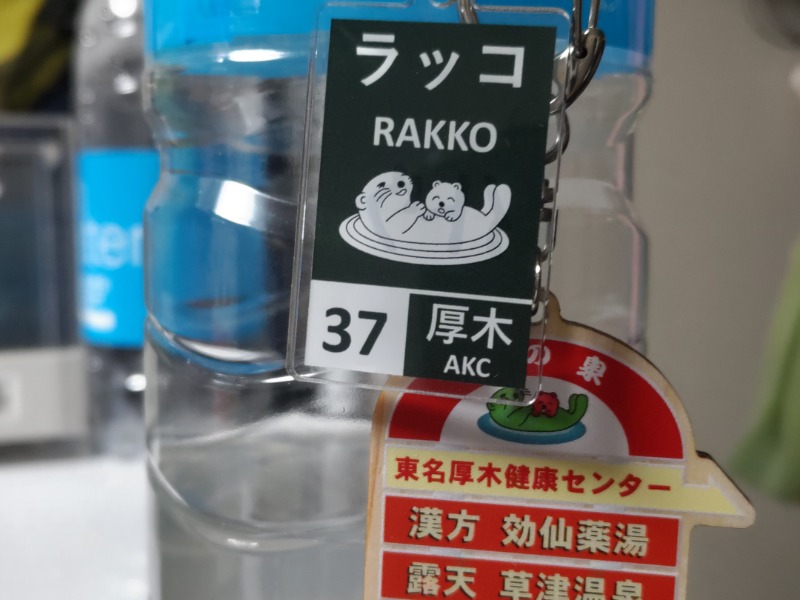 ラッコ
RAKKO
37
厚木
AKC
の泉
東名厚木健康センター
漢方 効仙薬湯
露天 草津温泉